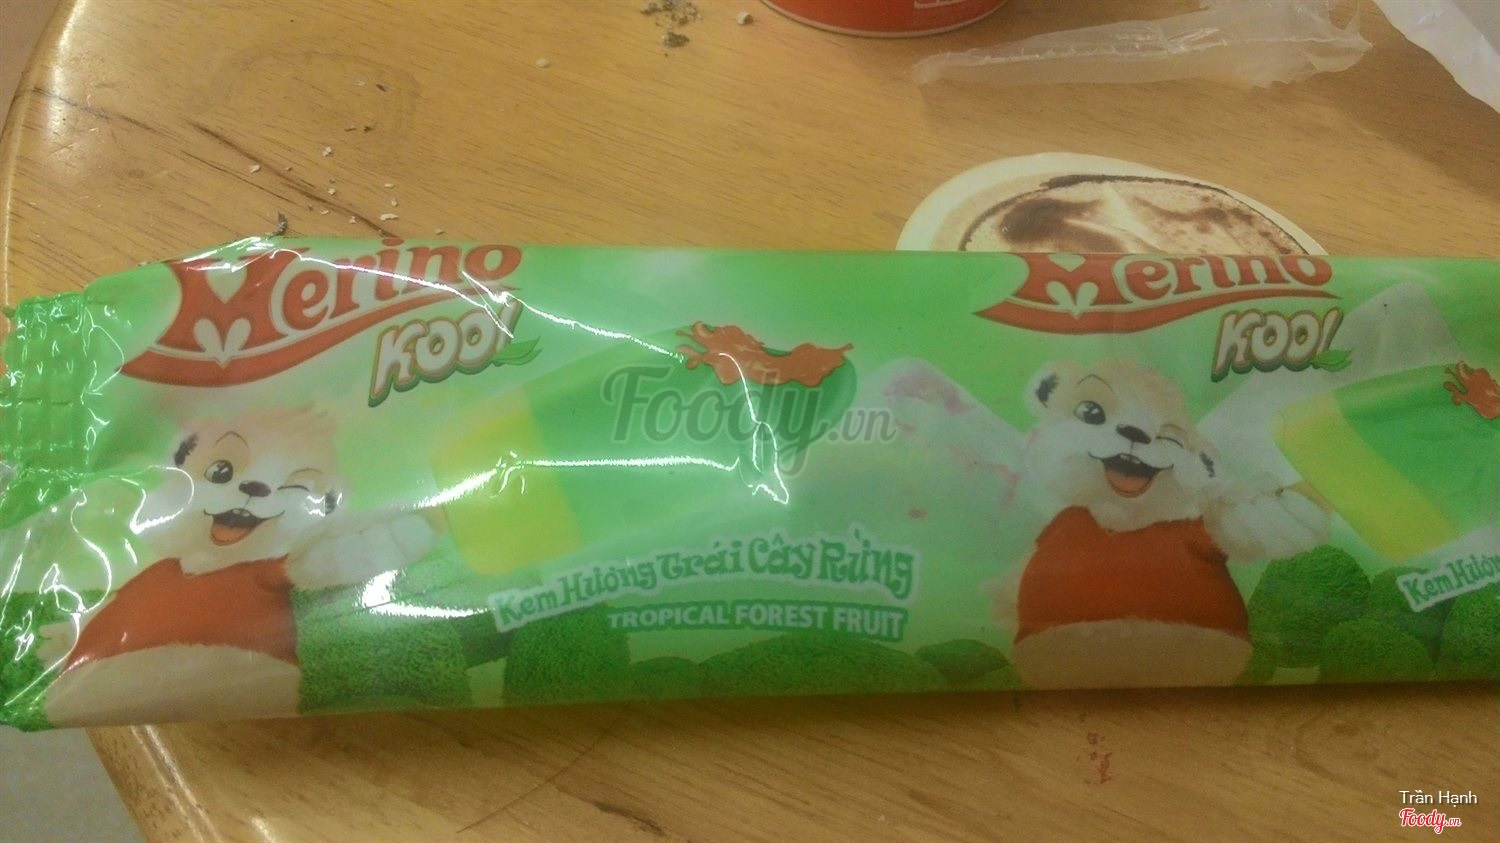 Merino
KOOL
Merino
KOOL
Foody.vn
Kem Hương Trái Cây Rừng
TROPICAL FOREST FRUIT
Kem Hương
Trần Hạnh
Foody.vn